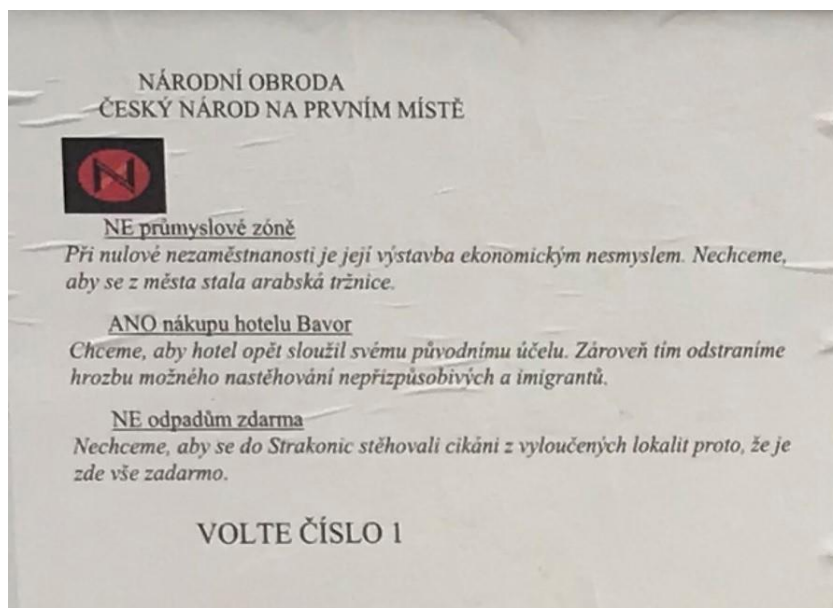 NÁRODNÍ OBRODA
ČESKÝ NÁROD NA PRVNÍM MÍSTĚ
N
NE průmyslové zóně
Při nulové nezaměstnanosti je její výstavba ekonomickým nesmyslem. Nechceme,
aby se z města stala arabská tržnice.
ANO nákupu hotelu Bavor
Chceme, aby hotel opět sloužil svému původnímu účelu. Zároveň tím odstraníme
hrozbu možného nastěhování nepřizpůsobivých a imigrantů.
NE odpadům zdarma
Nechceme, aby se do Strakonic stěhovali cikáni z vyloučených lokalit proto, že je
zde vše zadarmo.
VOLTE ČÍSLO 1